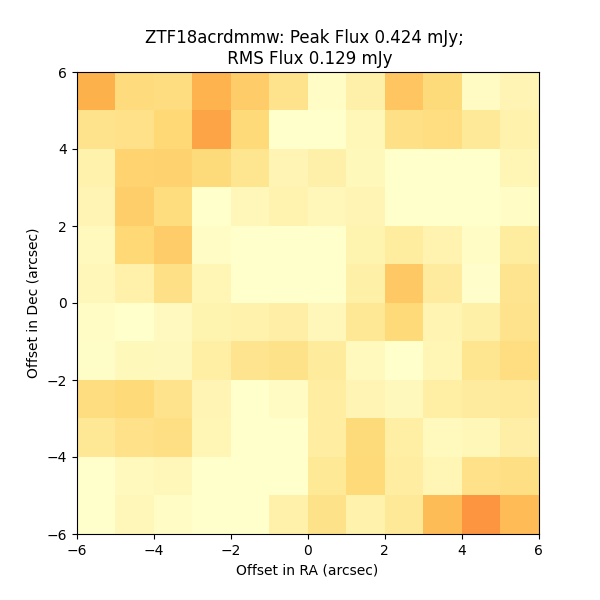 ZTF18acrdmmw: Peak Flux 0.424 mJy;
RMS Flux 0.129 mJy
6
4
2
0
−2
−4
−6
Offset in Dec (arcsec)
−6 −4 −2 0 2 4 6
Offset in RA (arcsec)